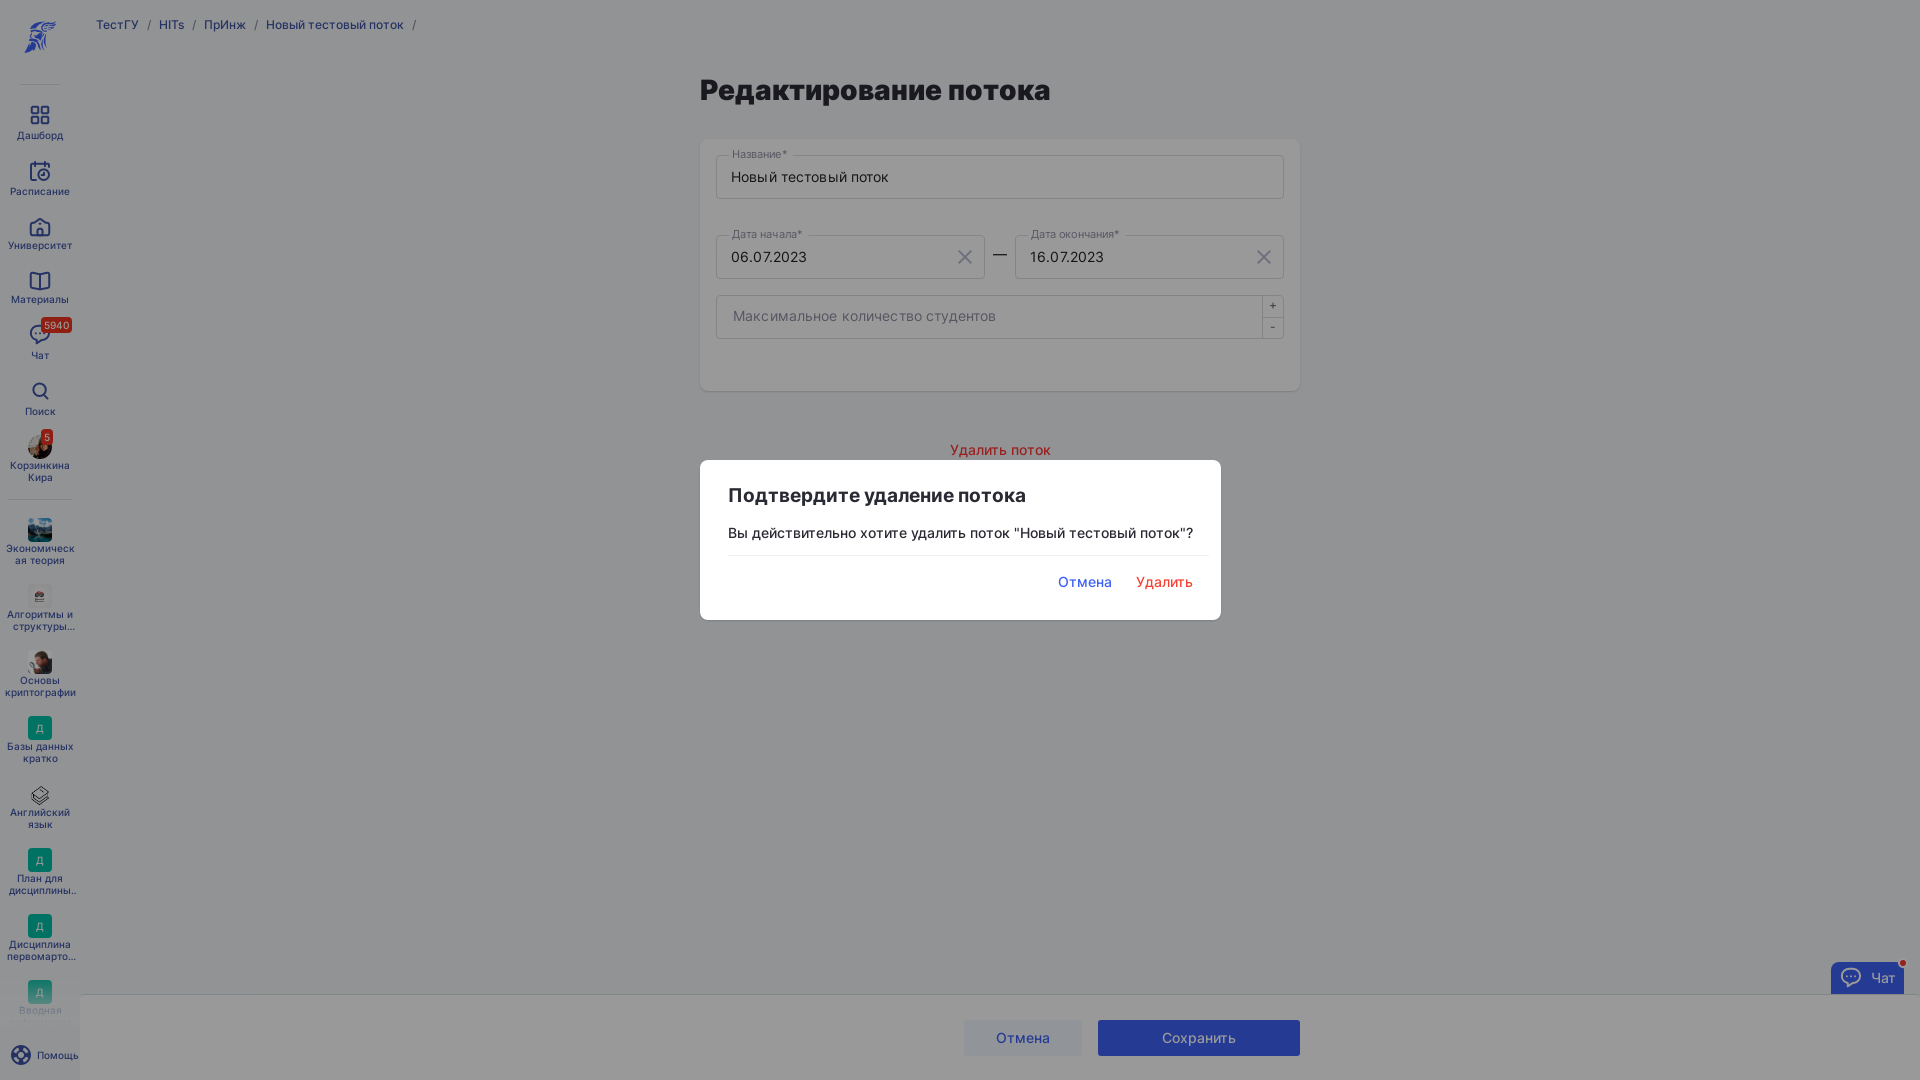 ТестГУ / HITs / ПрИнж / Новый тестовый поток /
Дашборд
Расписание
Университет
Материалы
5940
Чат
Поиск
5
Корзинкина
Кира
Экономическ
ая теория
Алгоритмы и
структуры...
Основы
криптографии
Д
Базы данных
кратко
Английский
язык
Д
План для
дисциплины..
Д
Дисциплина
первомарто...
Д
Вводная
Помощь
Редактирование потока
Название*
Новый тестовый поток
Дата начала*
06.07.2023
—
Дата окончания*
16.07.2023
Максимальное количество студентов
+
-
Удалить поток
Подтвердите удаление потока
Вы действительно хотите удалить поток "Новый тестовый поток"?
Отмена
Удалить
Чат
Отмена
Сохранить